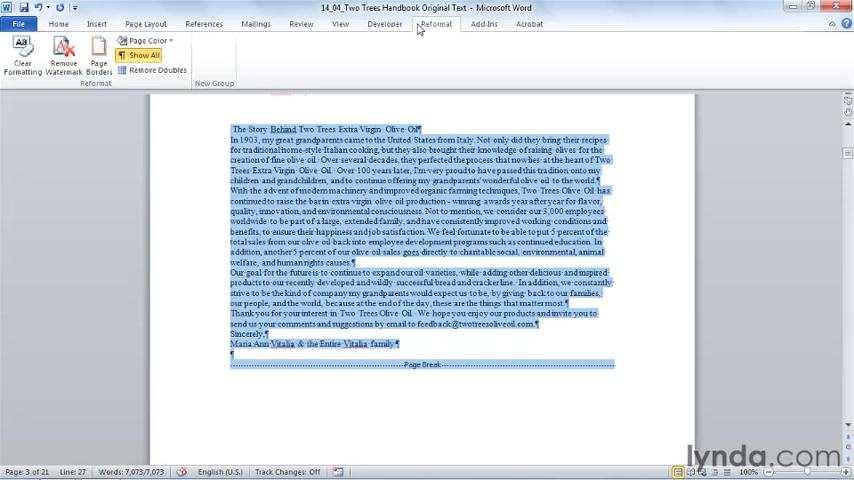 14_04_Two Trees Handbook Original Text - Microsoft Word
File Home Insert Page Layout References Mailings Review View Developer Reformat Add-Ins Acrobat
Clear Formatting
Remove Watermark
Page Borders
Page Color
Show All
Remove Doubles
Reformat
New Group
The Story Behind Two Trees Extra Virgin Olive Oil¶
In 1903, my great grandparents came to the United States from Italy. Not only did they bring their recipes
for traditional home-style Italian cooking, but they also brought their knowledge of raising olives for the
creation of fine olive oil. Over several decades, they perfected the process that now lies at the heart of Two
Trees Extra Virgin Olive Oil. Over 100 years later, I'm very proud to have passed this tradition onto my
children and grandchildren, and to continue offering my grandparents' wonderful olive oil to the world.¶
With the advent of modern machinery and improved organic farming techniques, Two Trees Olive Oil has
continued to raise the bar in extra virgin olive oil production - winning awards year after year for flavor,
quality, innovation, and environmental consciousness. Not to mention, we consider our 3,000 employees
worldwide to be part of a large, extended family, and have constantly improved working conditions and
benefits, to ensure their happiness and job satisfaction. We feel fortunate to be able to put 5 percent of the
total sales from our olive oil back into employee development programs such as continued education. In
addition, another 5 percent of our olive oil sales goes directly to charitable social, environmental, animal
welfare, and human rights causes.¶
Our goal for the future is to continue to expand our oil varieties, while adding other delicious and inspired
products to our recently developed and wildly successful bread and cracker line. In addition, we constantly
strive to be the kind of company my grandparents would expect us to be, by giving back to our families,
our people, and the world, because at the end of the day, these are the things that matter most.¶
Thank you for your interest in Two Trees Olive Oil. We hope you enjoy our products and invite you to
send us your comments and suggestions by email to feedback@twotreesoliveoil.com.¶
Sincerely,¶
Maria Ann Vitalia & the Entire Vitalia family¶
¶
Page Break
lynda.com
Page: 3 of 21 Line: 27 Words: 7,073/7,073 English (U.S.) Track Changes: Off 100%